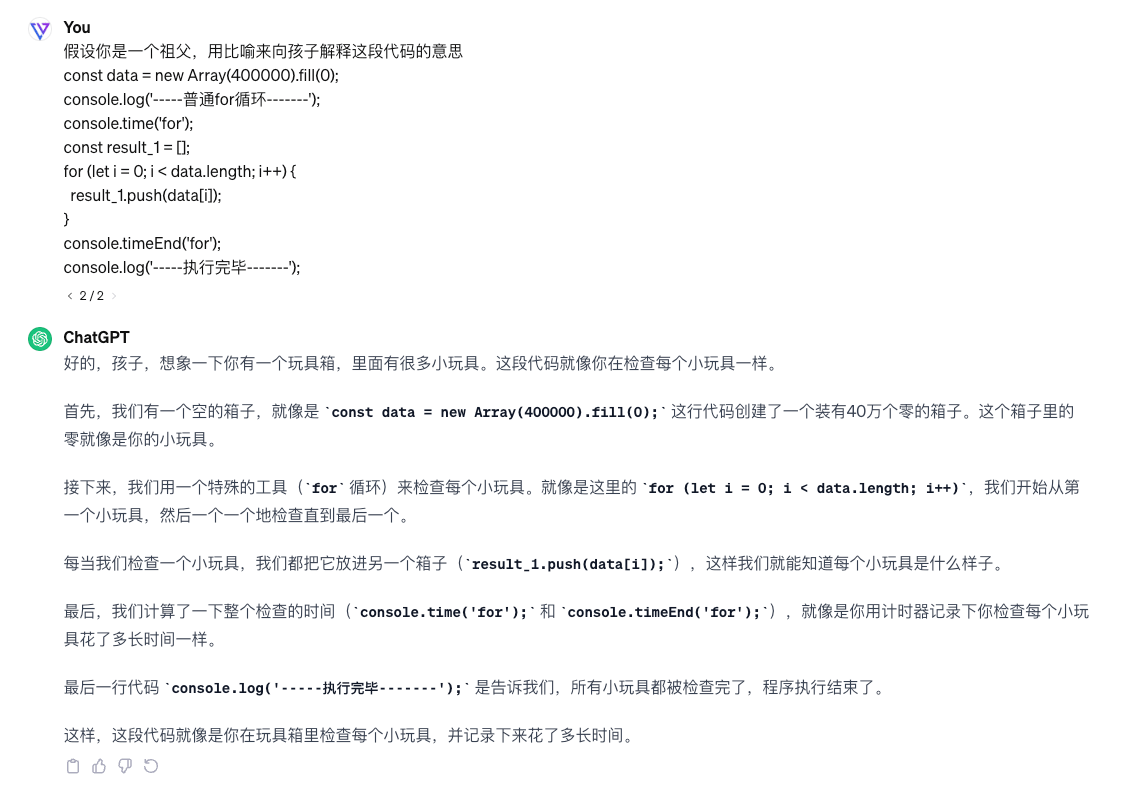 You
假设你是一个祖父，用比喻来向孩子解释这段代码的意思
const data = new Array(400000).fill(0);
console.log('-----普通for循环-------');
console.time('for');
const result_1 = [];
for (let i = 0; i < data.length; i++) {
  result_1.push(data[i]);
}
console.timeEnd('for');
console.log('-----执行完毕-------');
< 2 / 2 >
ChatGPT
好的，孩子，想象一下你有一个玩具箱，里面有很多小玩具。这段代码就像你在检查每个小玩具一样。
首先，我们有一个空的箱子，就像是 `const data = new Array(400000).fill(0);` 这行代码创建了一个装有40万个零的箱子。这个箱子里的
零就像是你的小玩具。
接下来，我们用一个特殊的工具（`for` 循环）来检查每个小玩具。就像是这里的 `for (let i = 0; i < data.length; i++)`，我们开始从第
一个小玩具，然后一个一个地检查直到最后一个。
每当我们检查一个小玩具，我们都把它放进另一个箱子（`result_1.push(data[i]);`），这样我们就能知道每个小玩具是什么样子。
最后，我们计算了一下整个检查的时间（`console.time('for');` 和 `console.timeEnd('for');`），就像是你用计时器记录下你检查每个小玩
具花了多长时间一样。
最后一行代码 `console.log('-----执行完毕-------');` 是告诉我们，所有小玩具都被检查完了，程序执行结束了。
这样，这段代码就像是你在玩具箱里检查每个小玩具，并记录下来花了多长时间。